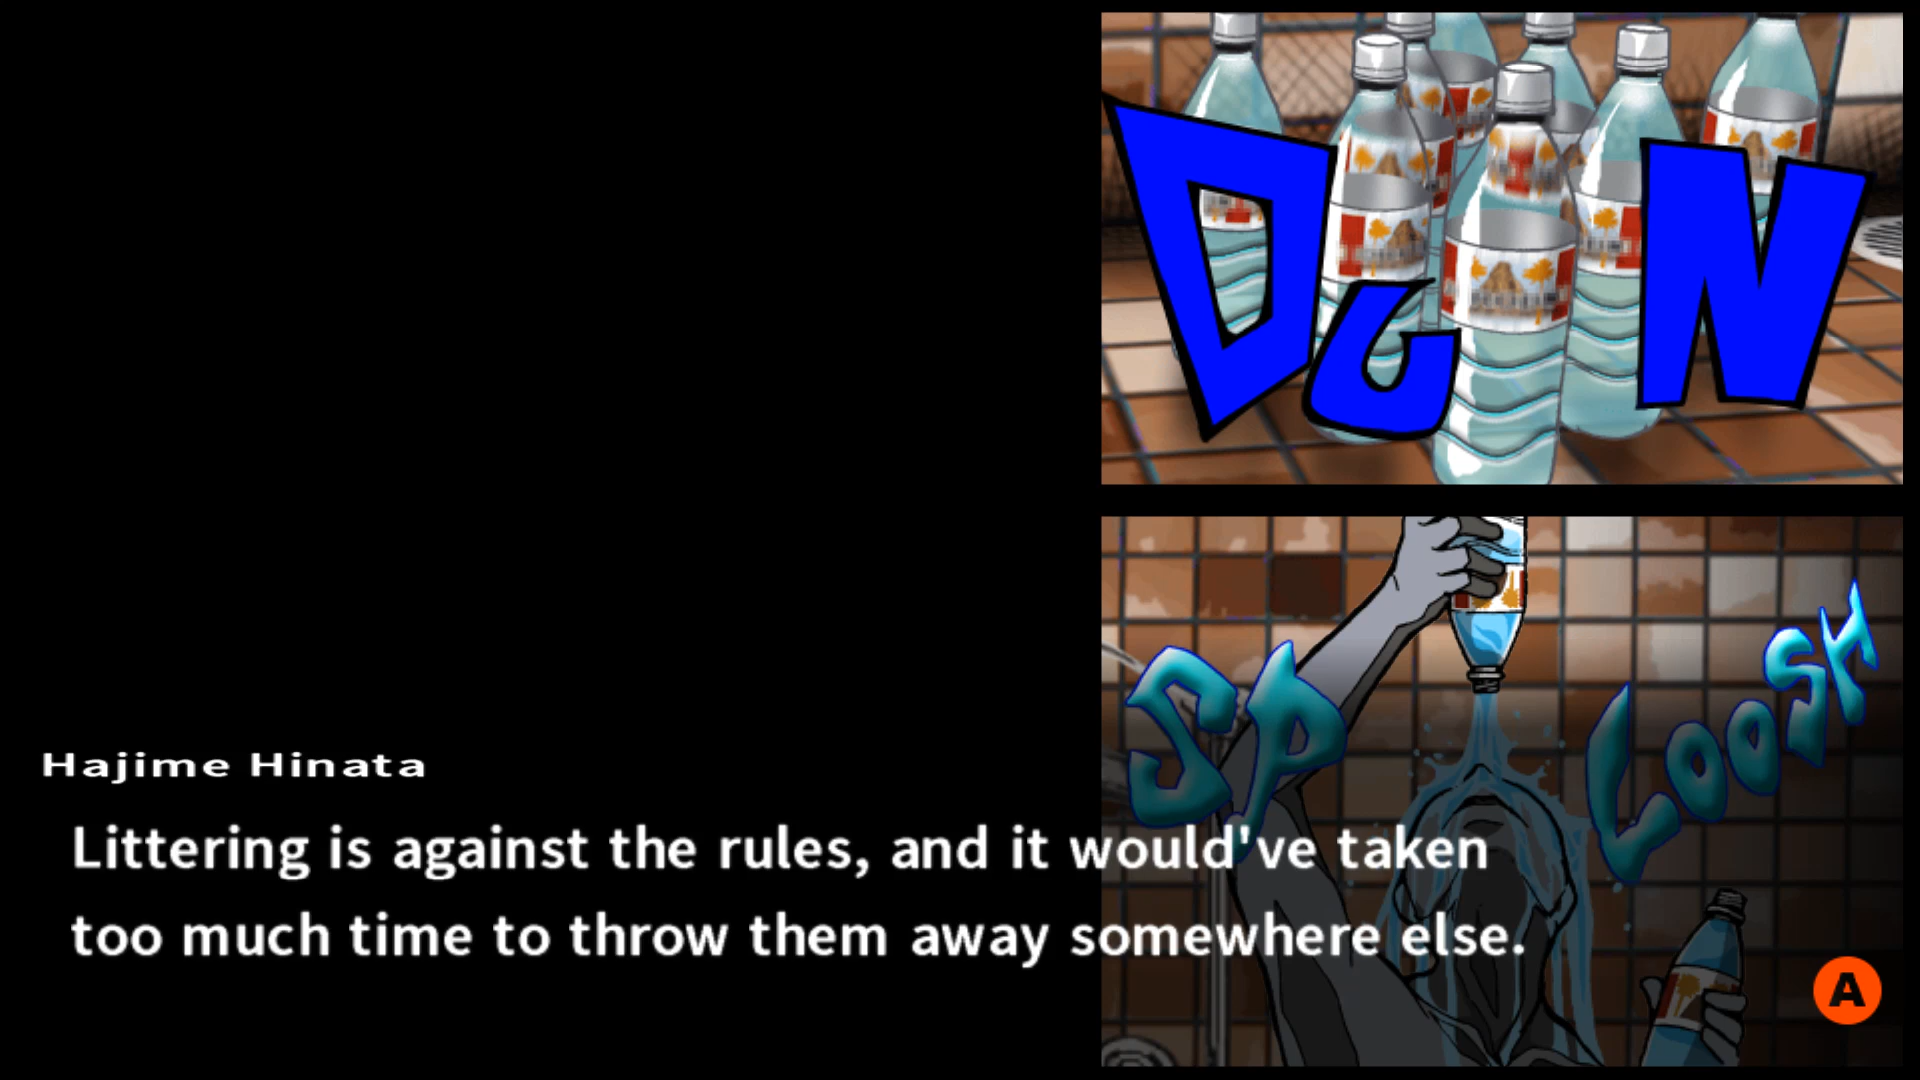 DUN
SPLOOSH
Hajime Hinata
Littering is against the rules, and it would've taken
too much time to throw them away somewhere else.
A